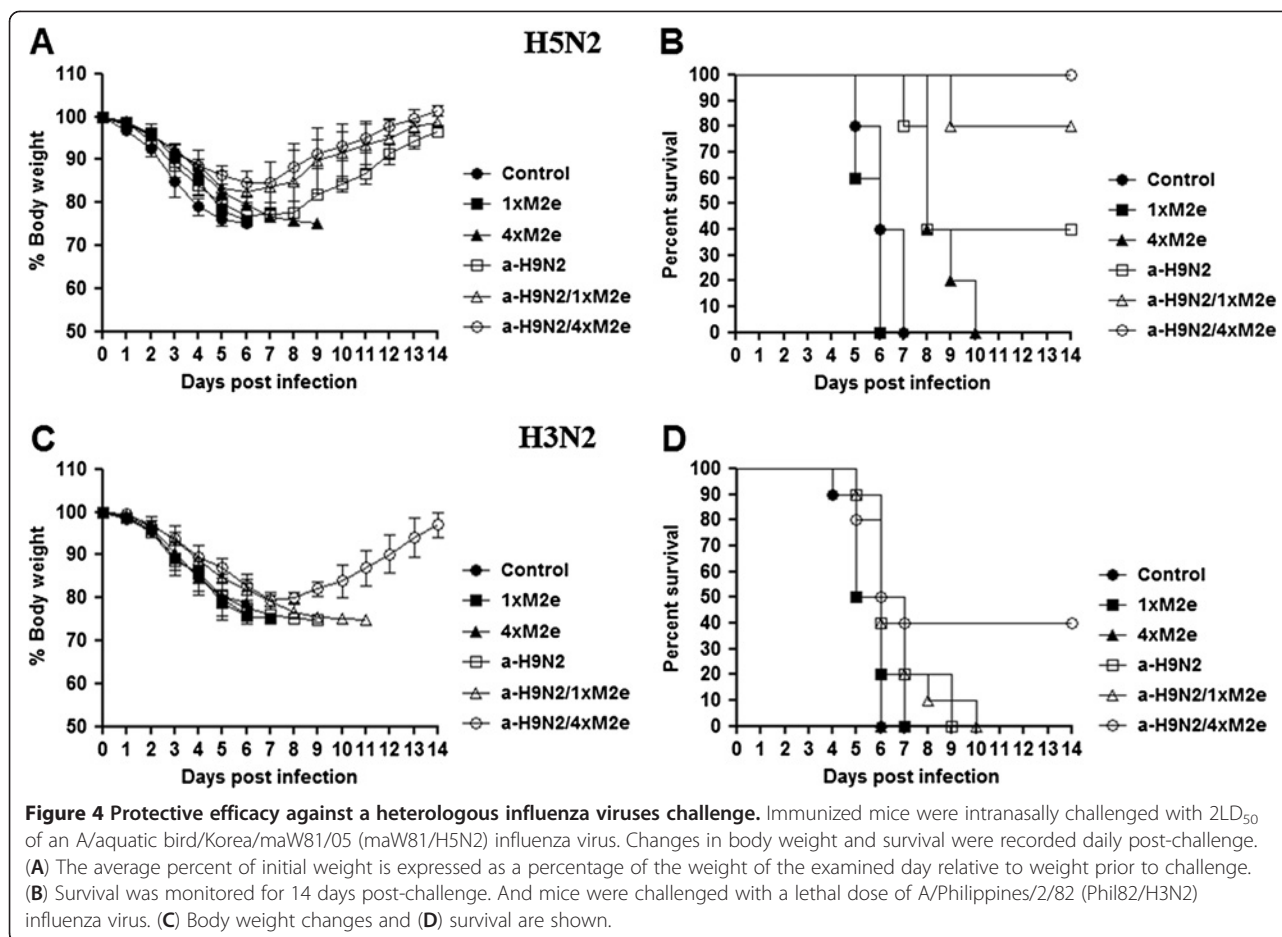 A
H5N2
B
110
100
90
80
70
60
50
% Body weight
0 1 2 3 4 5 6 7 8 9 10 11 12 13 14
Days post infection
Control
1xM2e
4xM2e
a-H9N2
a-H9N2/1xM2e
a-H9N2/4xM2e
100
90
80
70
60
50
40
30
20
10
0
Percent survival
0 1 2 3 4 5 6 7 8 9 10 11 12 13 14
Days post infection
Control
1xM2e
4xM2e
a-H9N2
a-H9N2/1xM2e
a-H9N2/4xM2e
C
H3N2
D
110
100
90
80
70
60
50
% Body weight
0 1 2 3 4 5 6 7 8 9 10 11 12 13 14
Days post infection
Control
1xM2e
4xM2e
a-H9N2
a-H9N2/1xM2e
a-H9N2/4xM2e
100
90
80
70
60
50
40
30
20
10
0
Percent survival
0 1 2 3 4 5 6 7 8 9 10 11 12 13 14
Days post infection
Control
1xM2e
4xM2e
a-H9N2
a-H9N2/1xM2e
a-H9N2/4xM2e
Figure 4 Protective efficacy against a heterologous influenza viruses challenge. Immunized mice were intranasally challenged with 2LD50
of an A/aquatic bird/Korea/maW81/05 (maW81/H5N2) influenza virus. Changes in body weight and survival were recorded daily post-challenge.
(A) The average percent of initial weight is expressed as a percentage of the weight of the examined day relative to weight prior to challenge.
(B) Survival was monitored for 14 days post-challenge. And mice were challenged with a lethal dose of A/Philippines/2/82 (Phil82/H3N2)
influenza virus. (C) Body weight changes and (D) survival are shown.